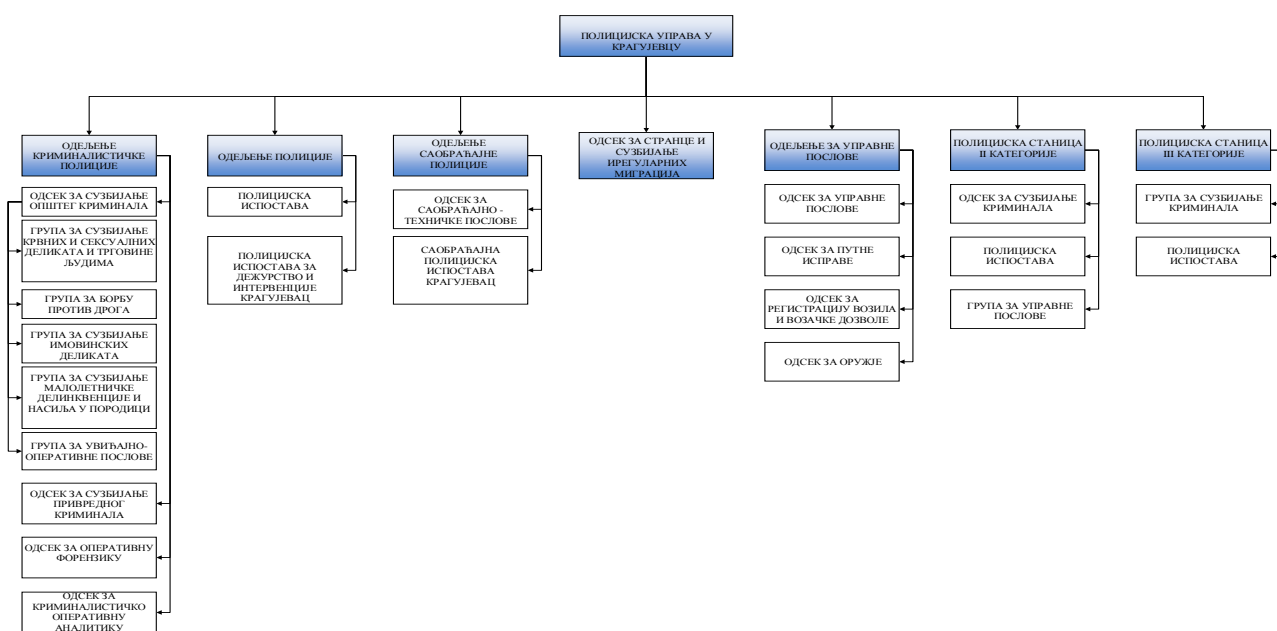 ПОЛИЦИЈСКА УПРАВА У
КРАГУЈЕВЦУ
ОДЕЉЕЊЕ
КРИМИНАЛИСТИЧКЕ
ПОЛИЦИЈЕ
ОДСЕК ЗА СУЗБИЈАЊЕ
ОПШТЕГ КРИМИНАЛА
ГРУПА ЗА СУЗБИЈАЊЕ
КРВНИХ И СЕКСУАЛНИХ
ДЕЛИКАТА И ТРГОВИНЕ
ЉУДИМА
ГРУПА ЗА БОРБУ
ПРОТИВ ДРОГА
ГРУПА ЗА СУЗБИЈАЊЕ
ИМОВИНСКИХ
ДЕЛИКАТА
ГРУПА ЗА СУЗБИЈАЊЕ
МАЛОЛЕТНИЧКЕ
ДЕЛИНКВЕНЦИЈЕ И
НАСИЉА У ПОРОДИЦИ
ГРУПА ЗА УВИЂАЈНО-
ОПЕРАТИВНЕ ПОСЛОВЕ
ОДСЕК ЗА СУЗБИЈАЊЕ
ПРИВРЕДНОГ
КРИМИНАЛА
ОДСЕК ЗА ОПЕРАТИВНУ
ФОРЕНЗИКУ
ОДСЕК ЗА
КРИМИНАЛИСТИЧКО
ОПЕРАТИВНУ
АНАЛИТИКУ
ОДЕЉЕЊЕ ПОЛИЦИЈЕ
ПОЛИЦИЈСКА
ИСПОСТАВА
ПОЛИЦИЈСКА
ИСПОСТАВА ЗА
ДЕЖУРСТВО И
ИНТЕРВЕНЦИЈЕ
КРАГУЈЕВАЦ
ОДЕЉЕЊЕ
САОБРАЋАЈНЕ
ПОЛИЦИЈЕ
ОДСЕК ЗА
САОБРАЋАЈНО -
ТЕХНИЧКЕ ПОСЛОВЕ
САОБРАЋАЈНА
ПОЛИЦИЈСКА
ИСПОСТАВА
КРАГУЈЕВАЦ
ОДСЕК ЗА СТРАНЦЕ И
СУЗБИЈАЊЕ
ИРЕГУЛАРНИХ
МИГРАЦИЈА
ОДЕЉЕЊЕ ЗА УПРАВНЕ
ПОСЛОВЕ
ОДСЕК ЗА УПРАВНЕ
ПОСЛОВЕ
ОДСЕК ЗА ПУТНЕ
ИСПРАВЕ
ОДСЕК ЗА
РЕГИСТРАЦИЈУ ВОЗИЛА
И ВОЗАЧКЕ ДОЗВОЛЕ
ОДСЕК ЗА ОРУЖЈЕ
ПОЛИЦИЈСКА СТАНИЦА
II КАТЕГОРИЈЕ
ОДСЕК ЗА СУЗБИЈАЊЕ
КРИМИНАЛА
ПОЛИЦИЈСКА
ИСПОСТАВА
ГРУПА ЗА УПРАВНЕ
ПОСЛОВЕ
ПОЛИЦИЈСКА СТАНИЦА
III КАТЕГОРИЈЕ
ГРУПА ЗА СУЗБИЈАЊЕ
КРИМИНАЛА
ПОЛИЦИЈСКА
ИСПОСТАВА